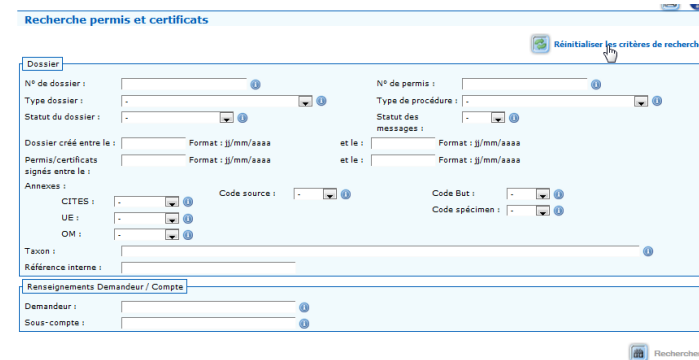 Recherche permis et certificats
Réinitialiser les critères de recherche
Dossier
N° de dossier : N° de permis :
Type dossier : - Type de procédure : -
Statut du dossier : - Statut des messages : -
Dossier créé entre le : Format : jj/mm/aaaa et le : Format : jj/mm/aaaa
Permis/certificats signés entre le : Format : jj/mm/aaaa et le : Format : jj/mm/aaaa
Annexes :
CITES : - Code source : - Code But : -
UE : - Code spécimen : -
OM : -
Taxon :
Référence interne :
Renseignements Demandeur / Compte
Demandeur :
Sous-compte :
Rechercher